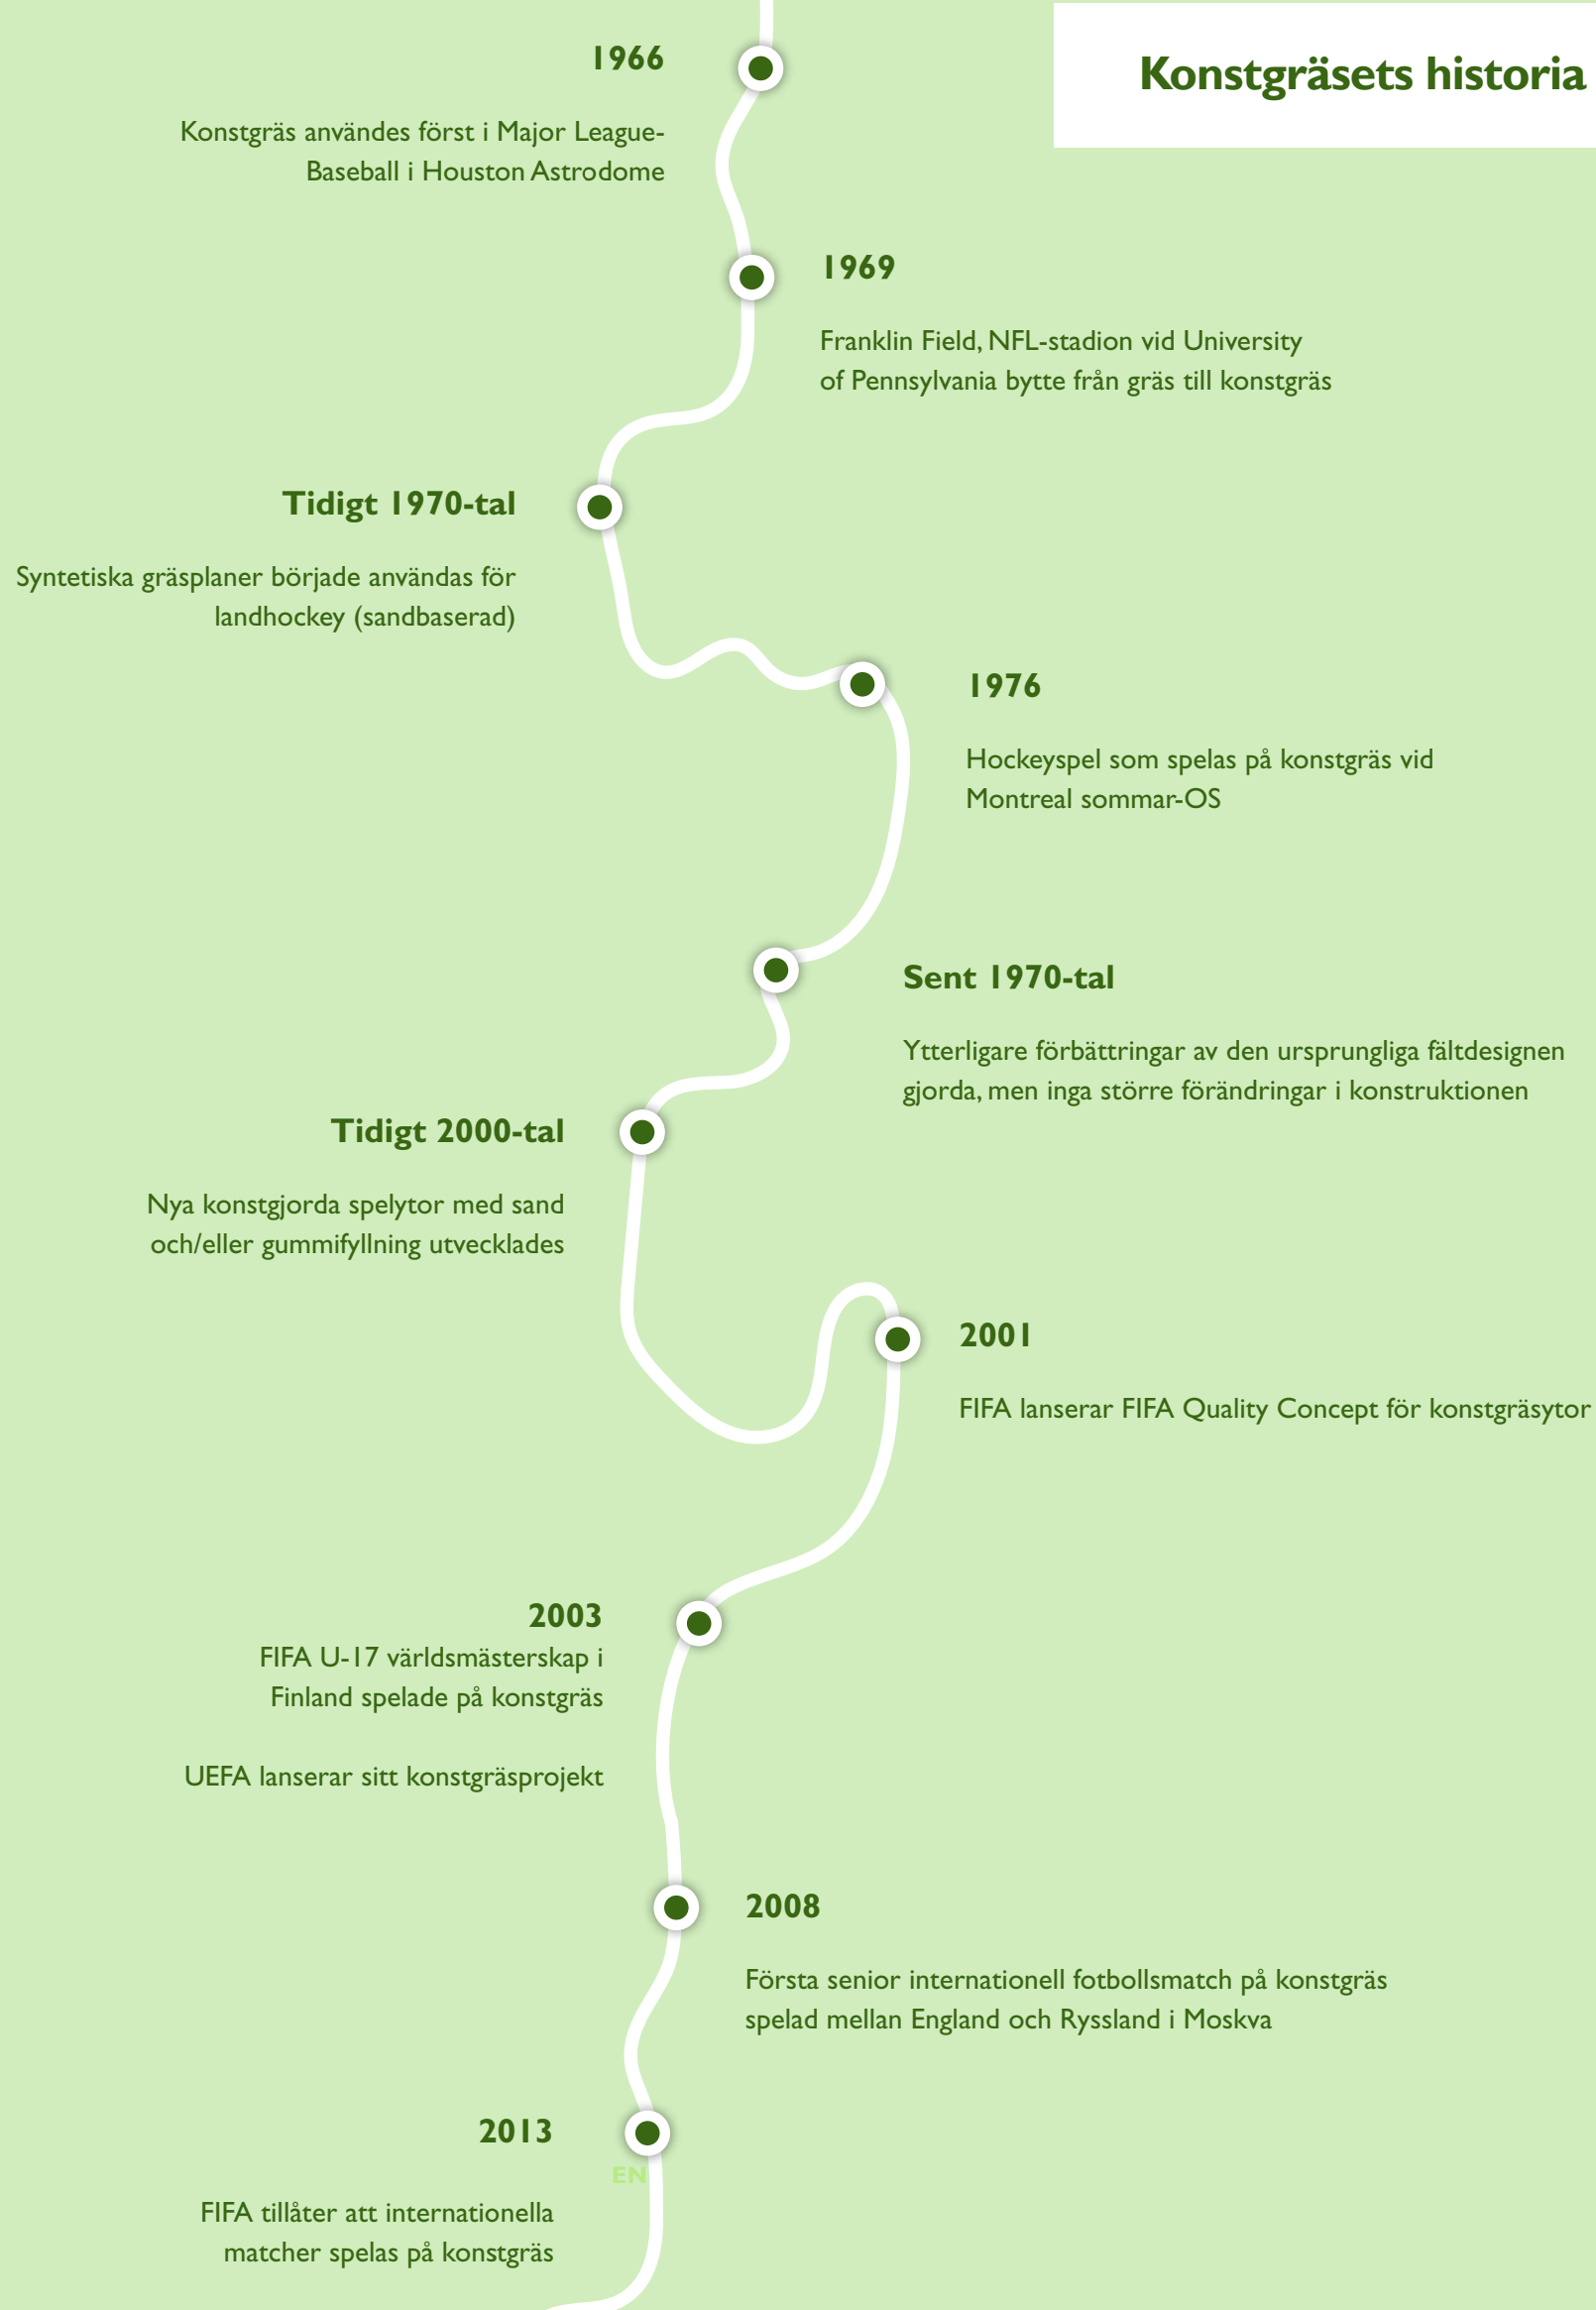 Konstgräsets historia
1966
Konstgräs användes först i Major League-
Baseball i Houston Astrodome
1969
Franklin Field, NFL-stadion vid University
of Pennsylvania bytte från gräs till konstgräs
Tidigt 1970-tal
Syntetiska gräsplaner började användas för
landhockey (sandbaserad)
1976
Hockeyspel som spelas på konstgräs vid
Montreal sommar-OS
Sent 1970-tal
Ytterligare förbättringar av den ursprungliga fältdesignen
gjorda, men inga större förändringar i konstruktionen
Tidigt 2000-tal
Nya konstgjorda spelytor med sand
och/eller gummifyllning utvecklades
2001
FIFA lanserar FIFA Quality Concept för konstgräsytor
2003
FIFA U-17 världsmästerskap i
Finland spelade på konstgräs
UEFA lanserar sitt konstgräsprojekt
2008
Första senior internationell fotbollsmatch på konstgräs
spelad mellan England och Ryssland i Moskva
2013
EN
FIFA tillåter att internationella
matcher spelas på konstgräs